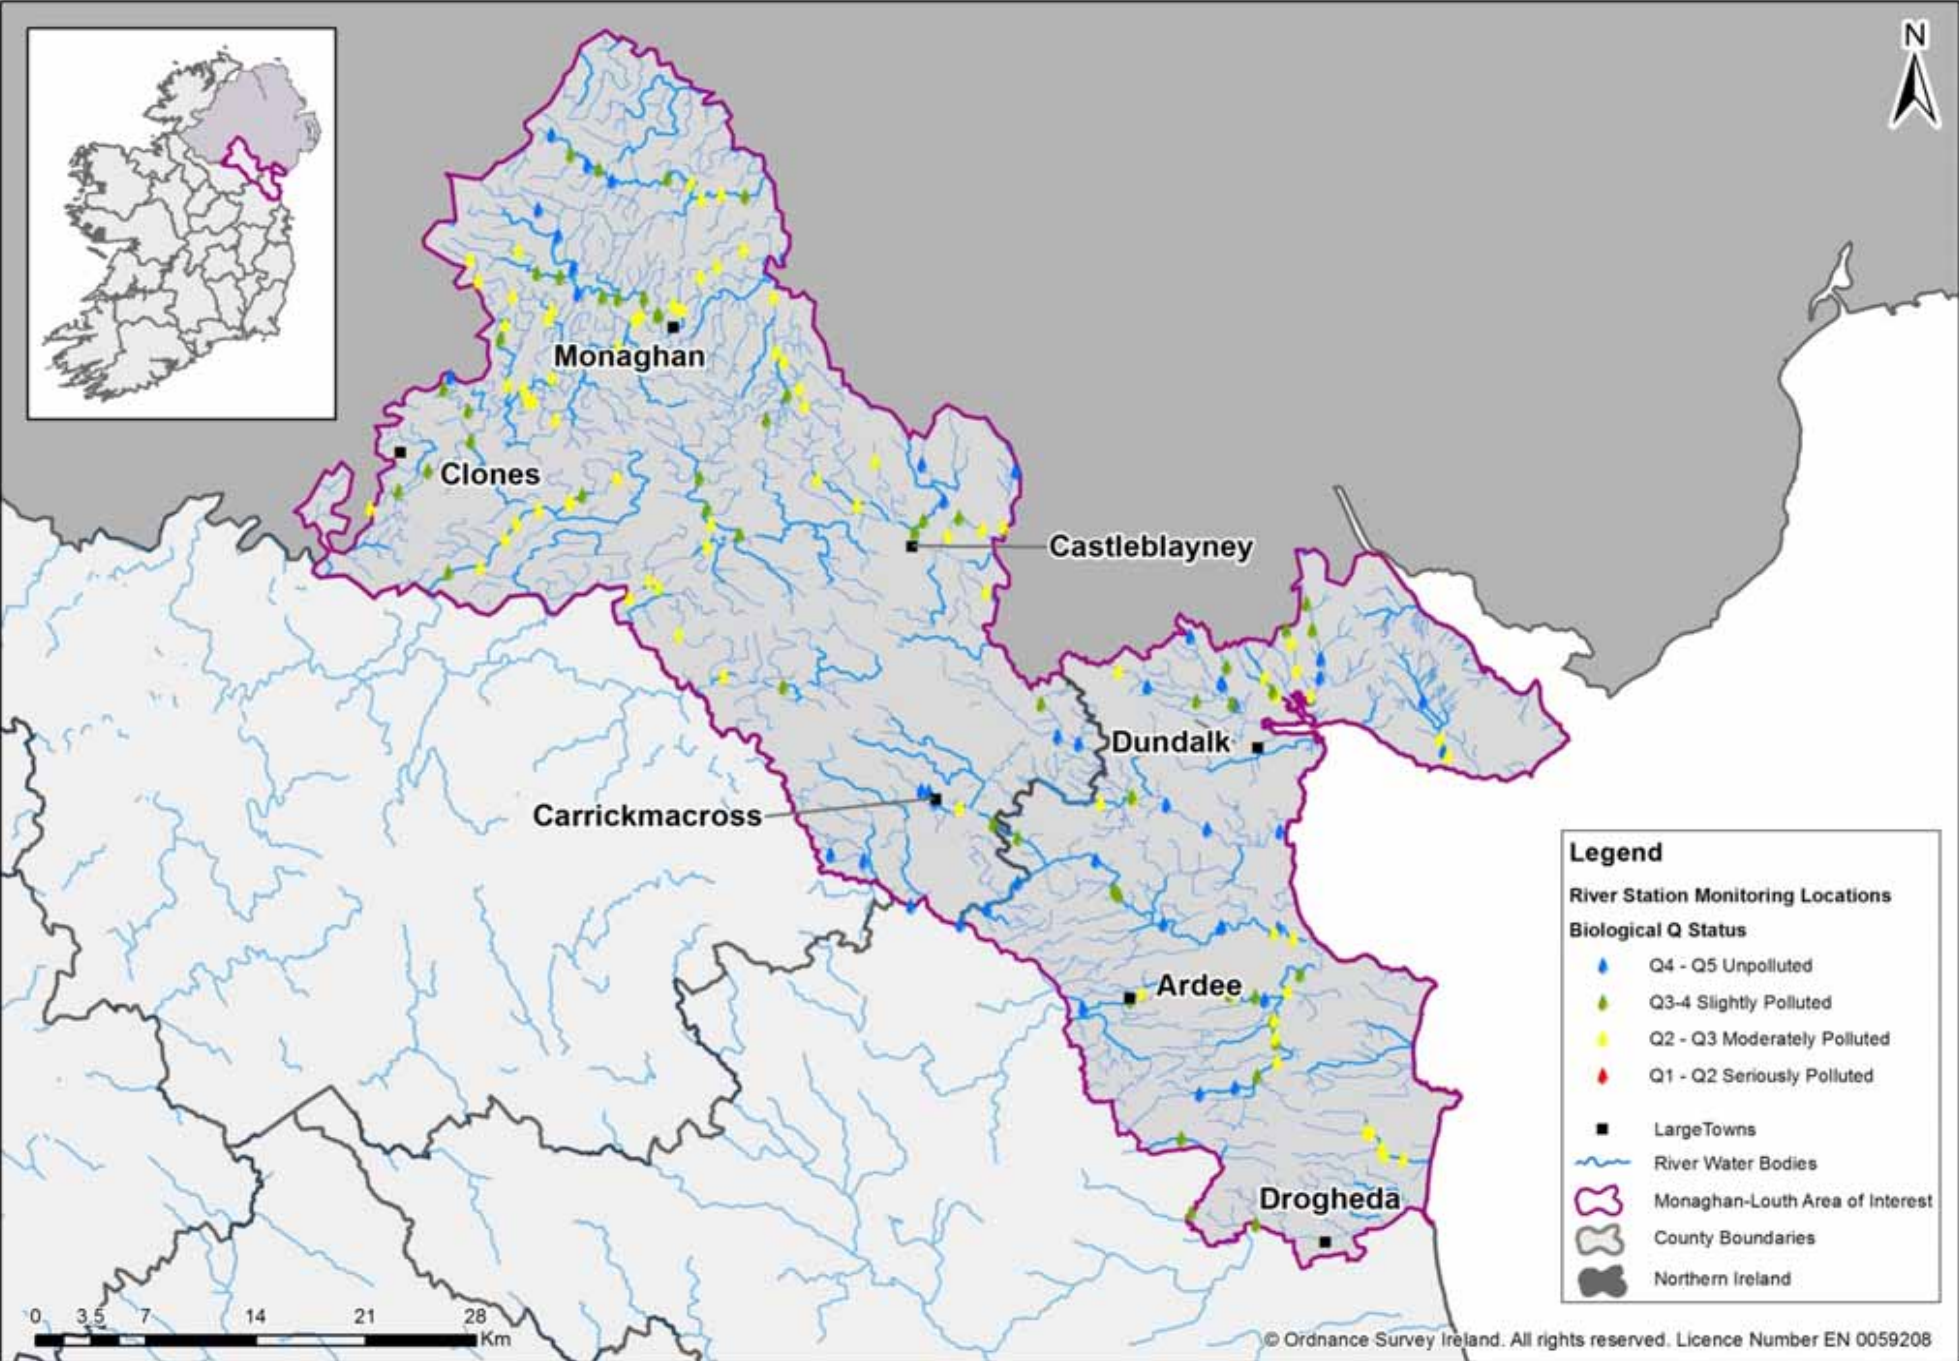 N
Monaghan
Clones
Castleblayney
Dundalk
Carrickmacross
Ardee
Drogheda
Legend
River Station Monitoring Locations
Biological Q Status
Q4 - Q5 Unpolluted
Q3-4 Slightly Polluted
Q2 - Q3 Moderately Polluted
Q1 - Q2 Seriously Polluted
LargeTowns
River Water Bodies
Monaghan-Louth Area of Interest
County Boundaries
Northern Ireland
0 3.5 7 14 21 28
Km
© Ordnance Survey Ireland. All rights reserved. Licence Number EN 0059208